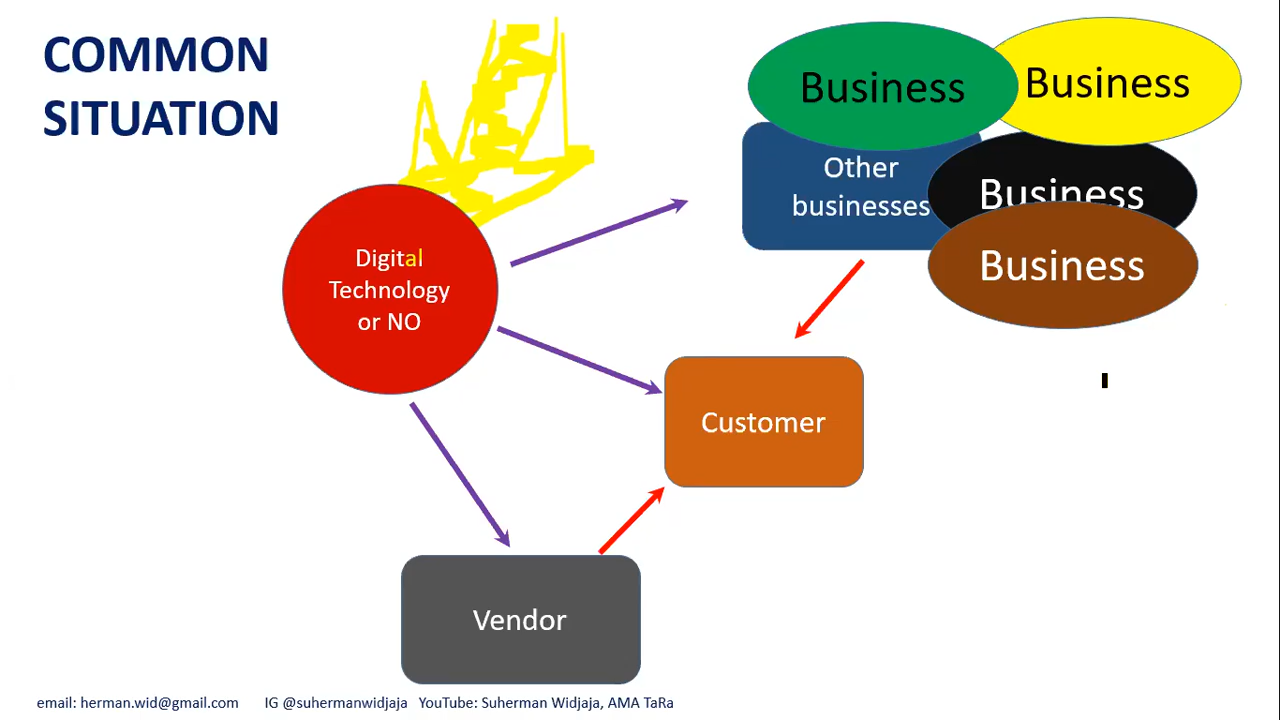 COMMON
SITUATION
Business
Business
Other
businesses
Business
Business
Digital
Technology
or NO
Customer
Vendor
email: herman.wid@gmail.com IG @suhermanwidjaja YouTube: Suherman Widjaja, AMA TaRa